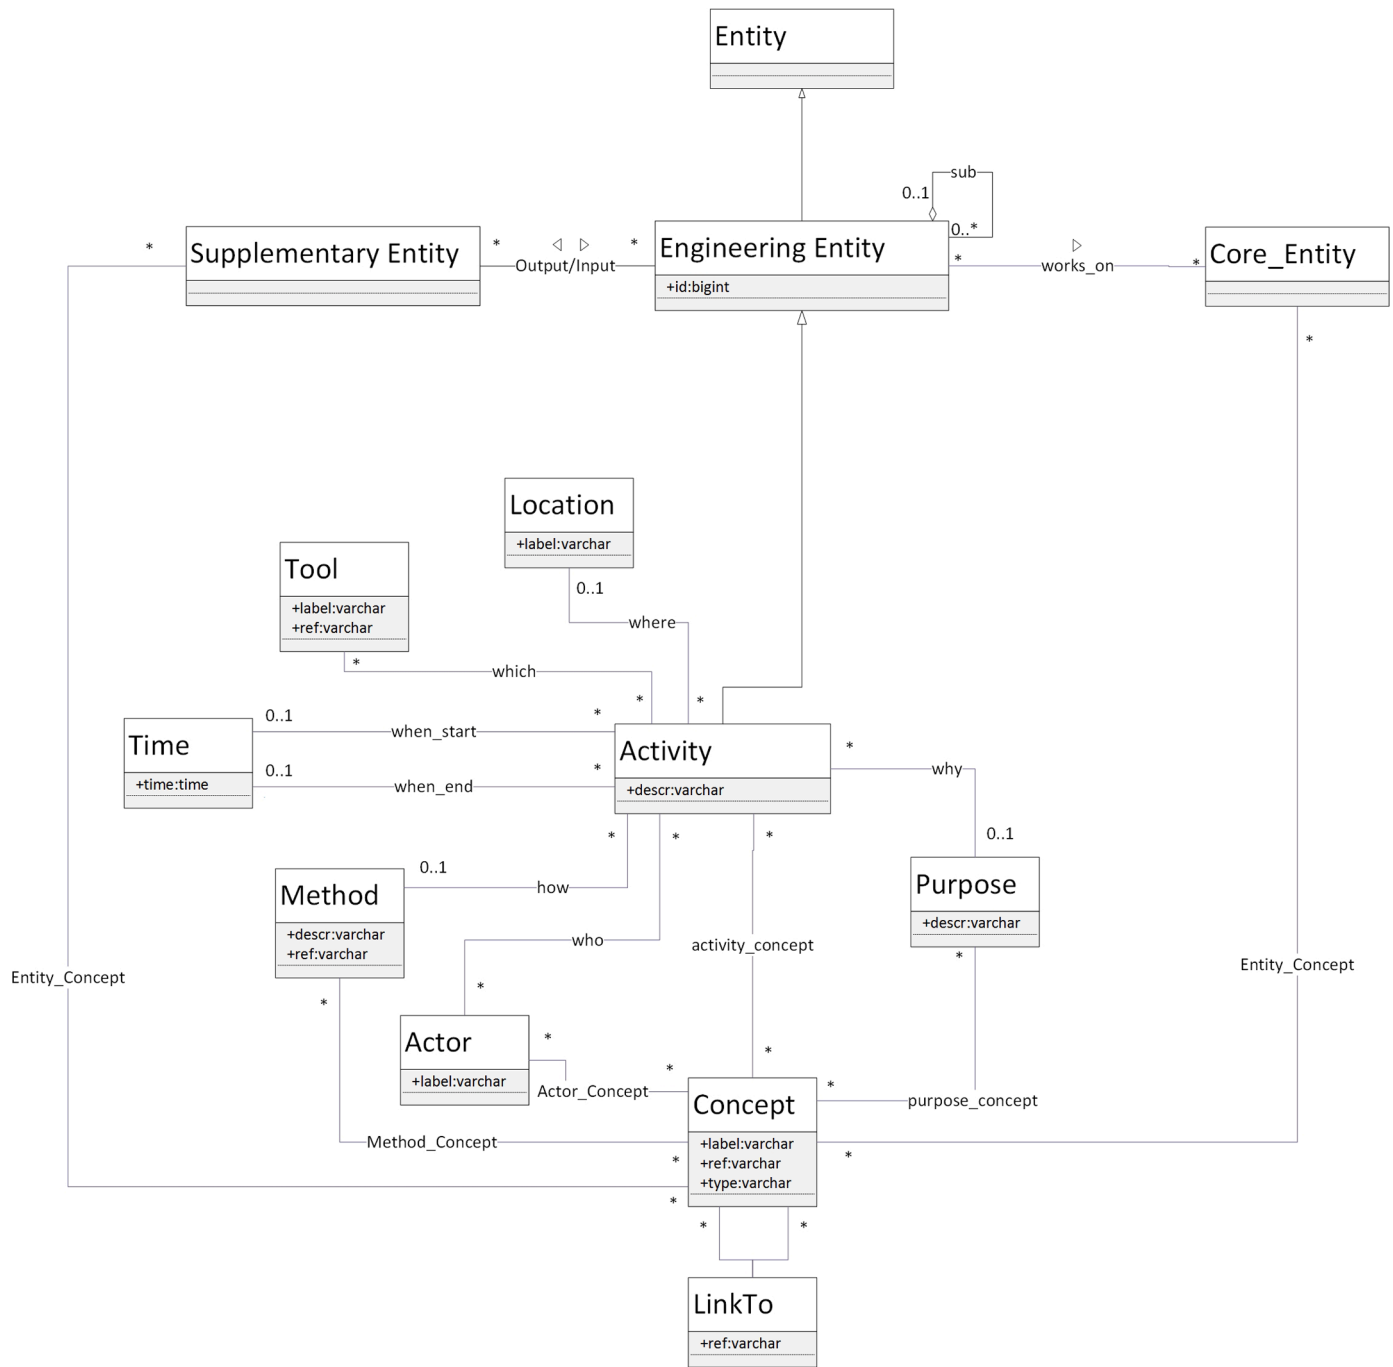 Entity
sub
0..1
0..*
*
Supplementary Entity
*
Output/Input
*
Engineering Entity
+id:bigint
*
works_on
*
Core_Entity
*
Location
+label:varchar
0..1
where
*
Tool
+label:varchar
+ref:varchar
*
which
*
Time
+time:time
0..1
when_start
*
0..1
when_end
*
Activity
+descr:varchar
*
why
0..1
Purpose
+descr:varchar
*
*
*
*
0..1
how
Method
+descr:varchar
+ref:varchar
*
who
*
activity_concept
*
Entity_Concept
Entity_Concept
Actor
+label:varchar
*
Actor_Concept
*
Concept
+label:varchar
+ref:varchar
+type:varchar
*
purpose_concept
Method_Concept
*
*
*
*
*
LinkTo
+ref:varchar